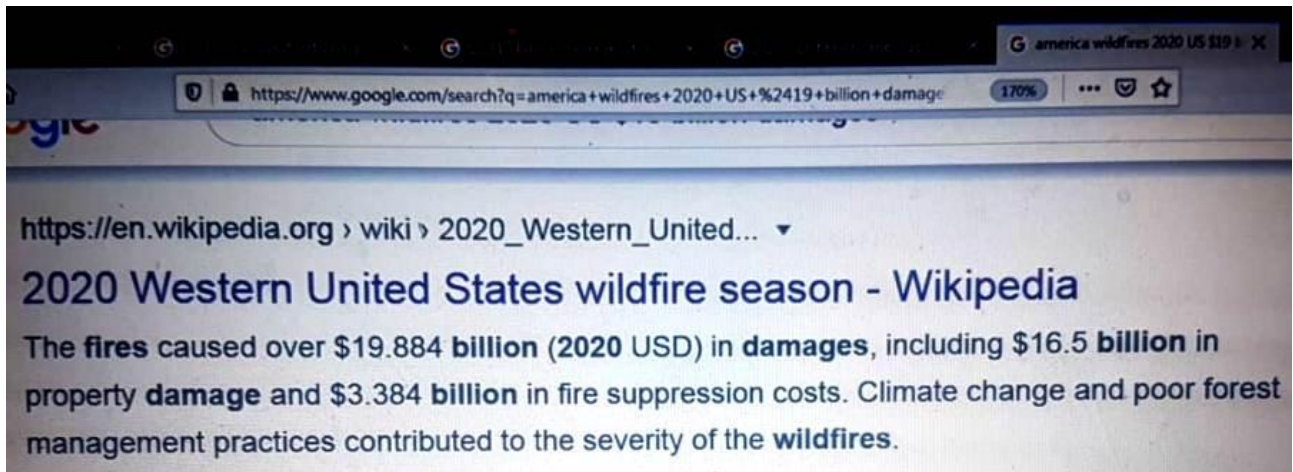 america wildfires 2020 US $19 b
https://www.google.com/search?q=america+wildfires+2020+US+%2419+billion+damage
170%
https://en.wikipedia.org › wiki › 2020_Western_United...
2020 Western United States wildfire season - Wikipedia
The fires caused over $19.884 billion (2020 USD) in damages, including $16.5 billion in
property damage and $3.384 billion in fire suppression costs. Climate change and poor forest
management practices contributed to the severity of the wildfires.